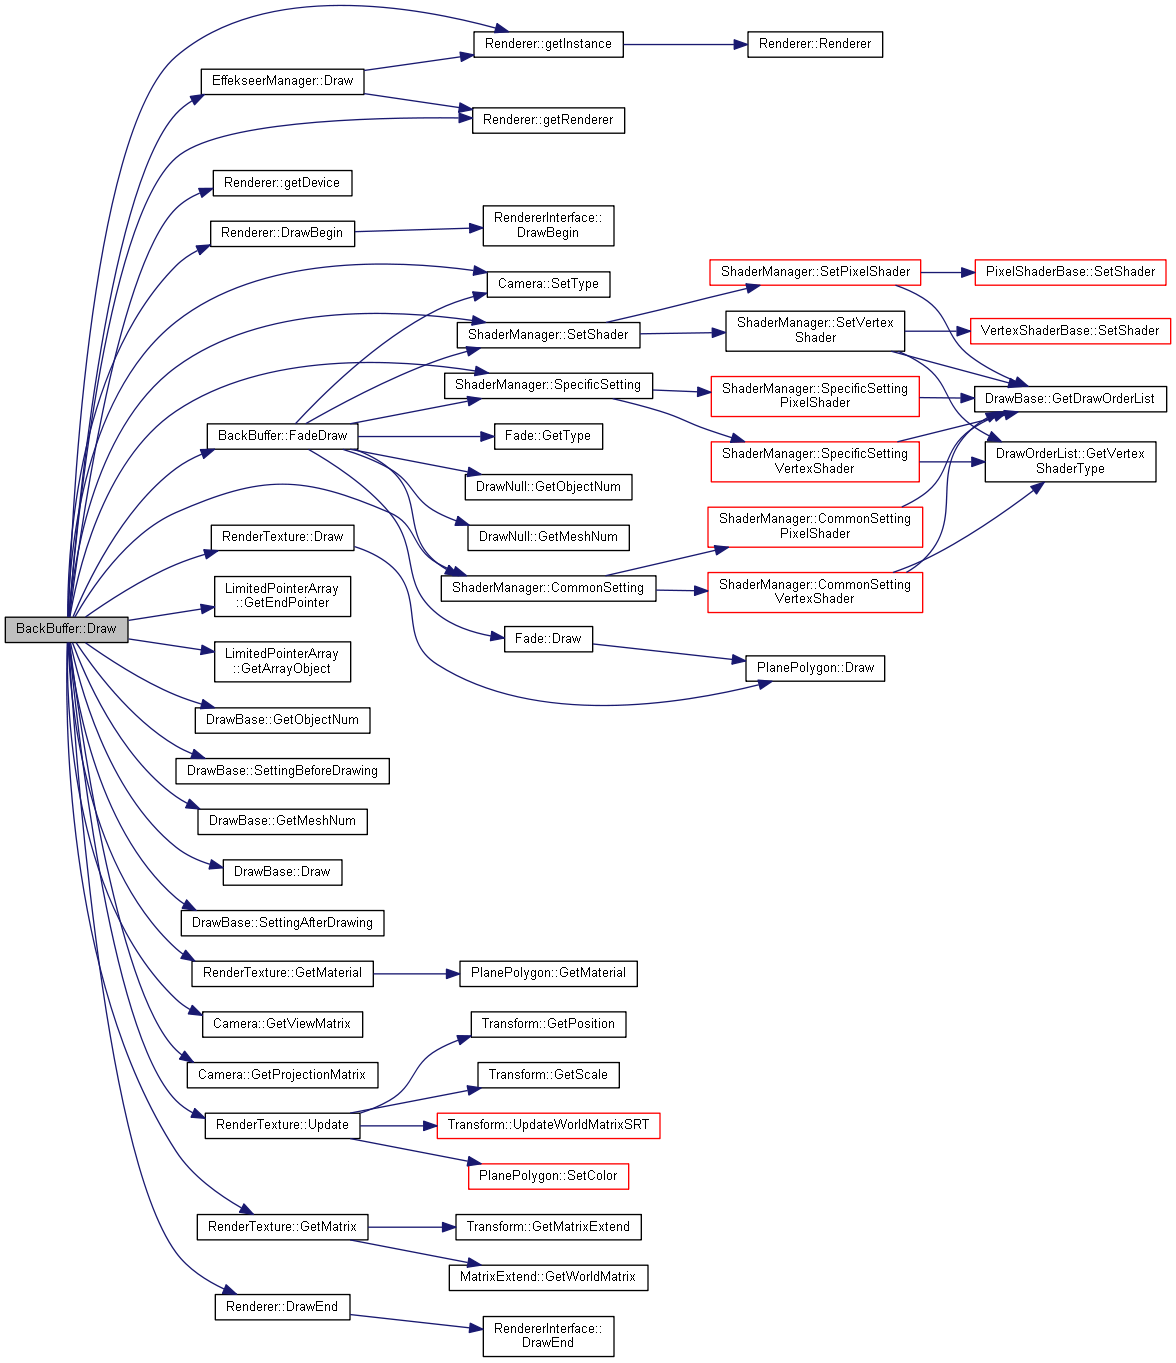 Renderer::getInstance
Renderer::Renderer
EffekseerManager::Draw
Renderer::getRenderer
Renderer::getDevice
Renderer::DrawBegin
RendererInterface::
DrawBegin
Camera::SetType
ShaderManager::SetPixelShader
PixelShaderBase::SetShader
ShaderManager::SetShader
ShaderManager::SetVertex
Shader
VertexShaderBase::SetShader
ShaderManager::SpecificSetting
ShaderManager::SpecificSetting
PixelShader
DrawBase::GetDrawOrderList
BackBuffer::FadeDraw
Fade::GetType
ShaderManager::SpecificSetting
VertexShader
DrawOrderList::GetVertex
ShaderType
DrawNull::GetObjectNum
RenderTexture::Draw
DrawNull::GetMeshNum
ShaderManager::CommonSetting
PixelShader
LimitedPointerArray
::GetEndPointer
ShaderManager::CommonSetting
ShaderManager::CommonSetting
VertexShader
BackBuffer::Draw
Fade::Draw
LimitedPointerArray
::GetArrayObject
PlanePolygon::Draw
DrawBase::GetObjectNum
DrawBase::SettingBeforeDrawing
DrawBase::GetMeshNum
DrawBase::Draw
DrawBase::SettingAfterDrawing
RenderTexture::GetMaterial
PlanePolygon::GetMaterial
Camera::GetViewMatrix
Transform::GetPosition
Camera::GetProjectionMatrix
Transform::GetScale
RenderTexture::Update
Transform::UpdateWorldMatrixSRT
PlanePolygon::SetColor
RenderTexture::GetMatrix
Transform::GetMatrixExtend
MatrixExtend::GetWorldMatrix
Renderer::DrawEnd
RendererInterface::
DrawEnd